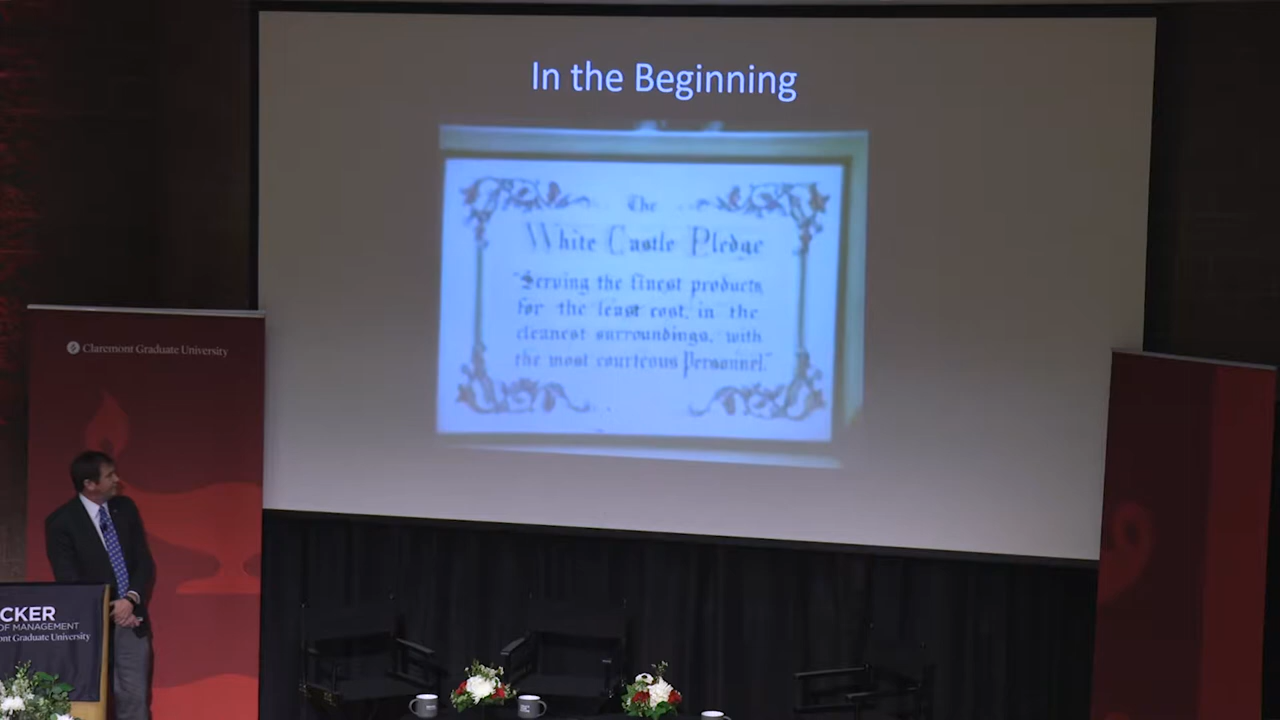 In the Beginning
The
White Castle Pledge
"Serving the finest products,
for the least cost, in the
cleanest surroundings, with
the most courteous Personnel."
Claremont Graduate University
CKER
OF MANAGEMENT
nt Graduate University